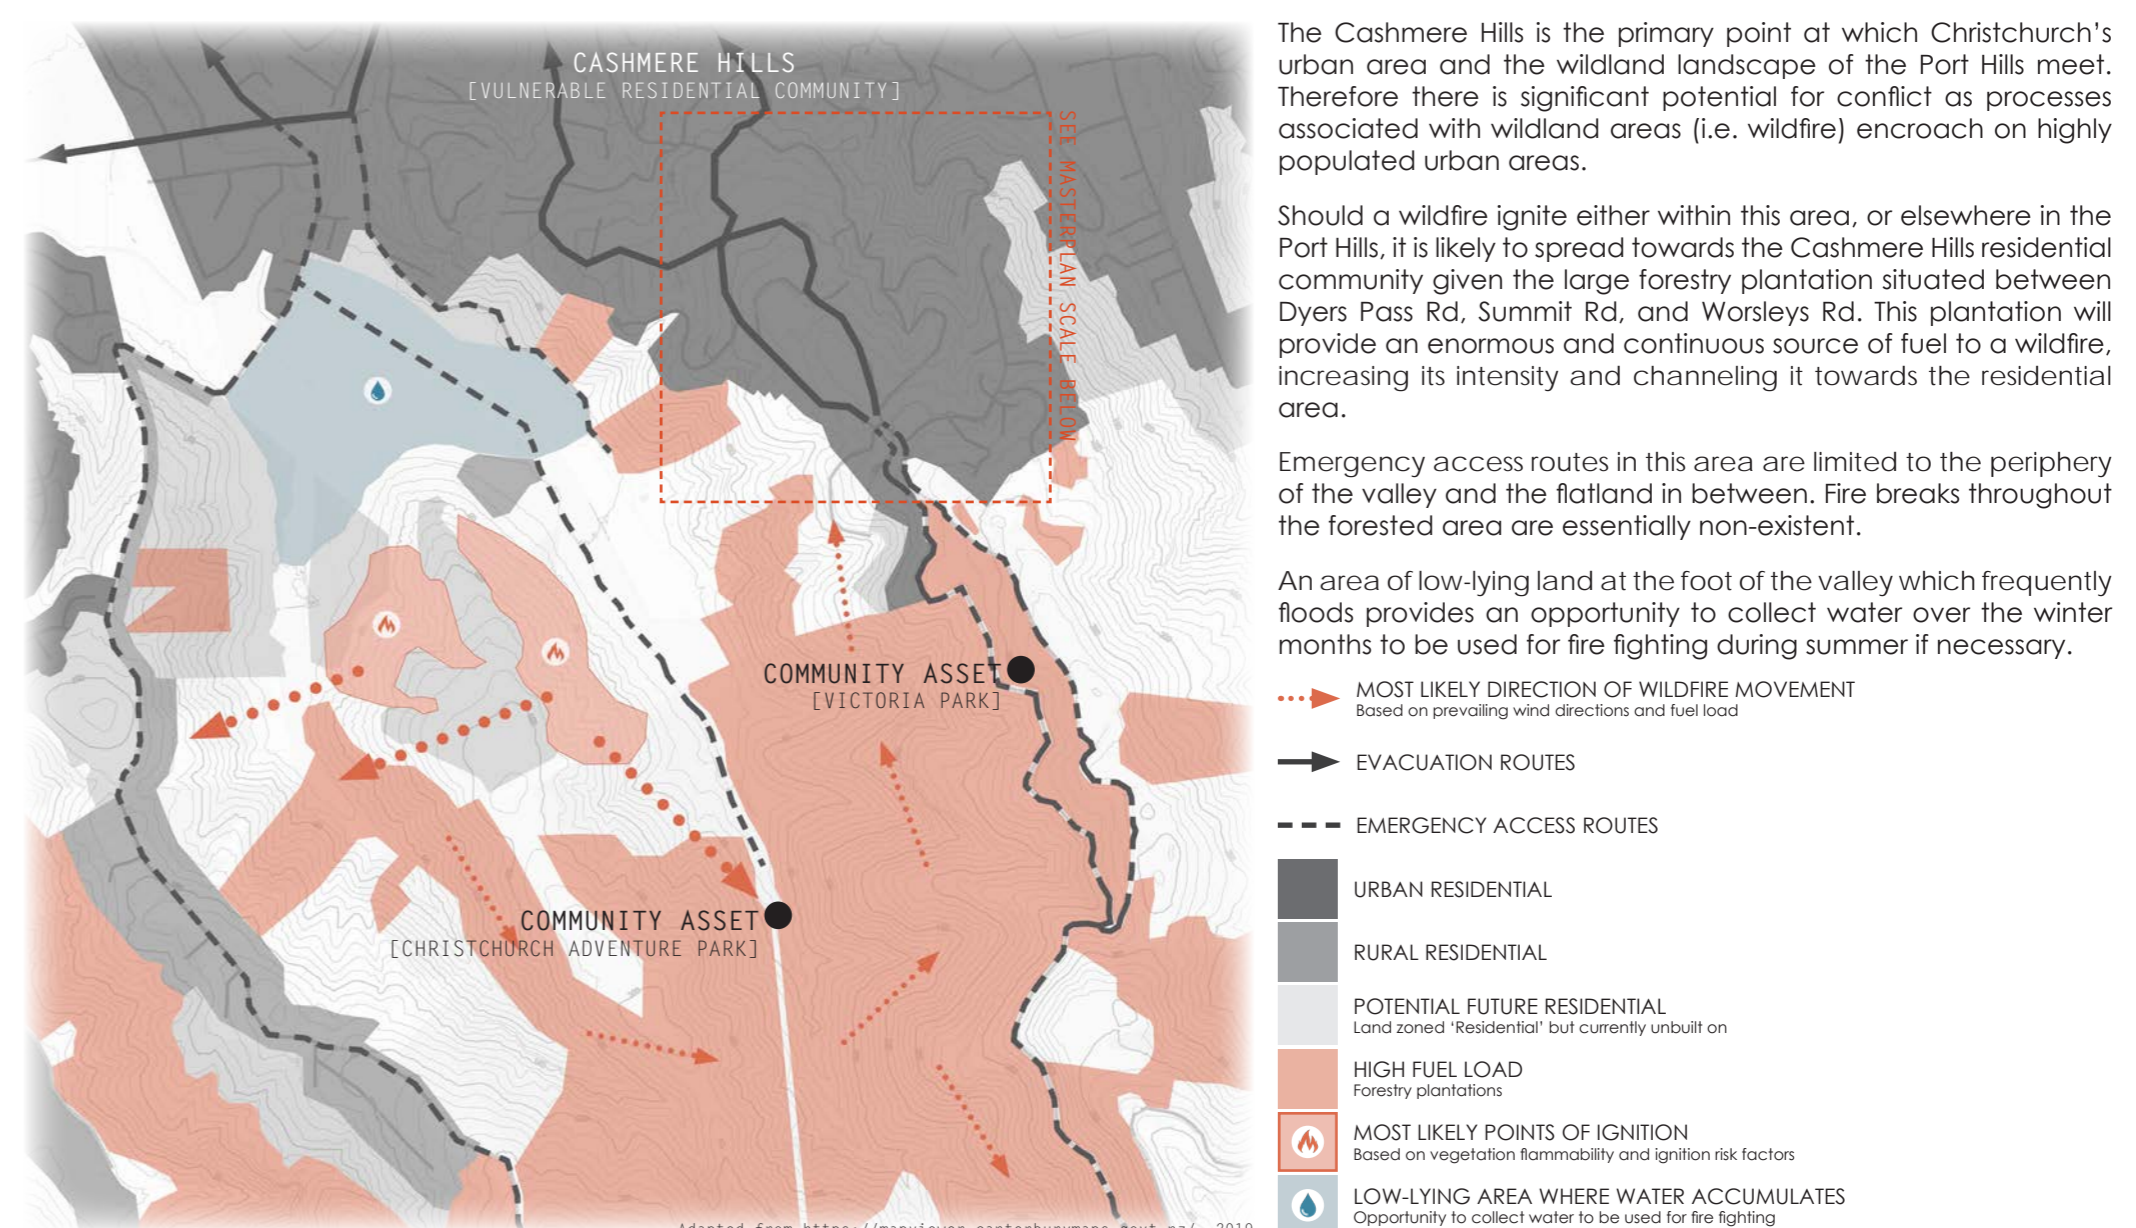 CASHMERE HILLS
[VULNERABLE RESIDENTIAL COMMUNITY]
SEE MASTERPLAN SCALE BELOW
COMMUNITY ASSET
[VICTORIA PARK]
COMMUNITY ASSET
[CHRISTCHURCH ADVENTURE PARK]
The Cashmere Hills is the primary point at which Christchurch's
urban area and the wildland landscape of the Port Hills meet.
Therefore there is significant potential for conflict as processes
associated with wildland areas (i.e. wildfire) encroach on highly
populated urban areas.
Should a wildfire ignite either within this area, or elsewhere in the
Port Hills, it is likely to spread towards the Cashmere Hills residential
community given the large forestry plantation situated between
Dyers Pass Rd, Summit Rd, and Worsleys Rd. This plantation will
provide an enormous and continuous source of fuel to a wildfire,
increasing its intensity and channeling it towards the residential
area.
Emergency access routes in this area are limited to the periphery
of the valley and the flatland in between. Fire breaks throughout
the forested area are essentially non-existent.
An area of low-lying land at the foot of the valley which frequently
floods provides an opportunity to collect water over the winter
months to be used for fire fighting during summer if necessary.
MOST LIKELY DIRECTION OF WILDFIRE MOVEMENT
Based on prevailing wind directions and fuel load
EVACUATION ROUTES
EMERGENCY ACCESS ROUTES
URBAN RESIDENTIAL
RURAL RESIDENTIAL
POTENTIAL FUTURE RESIDENTIAL
Land zoned 'Residential' but currently unbuilt on
HIGH FUEL LOAD
Forestry plantations
MOST LIKELY POINTS OF IGNITION
Based on vegetation flammability and ignition risk factors
LOW-LYING AREA WHERE WATER ACCUMULATES
Opportunity to collect water to be used for fire fighting